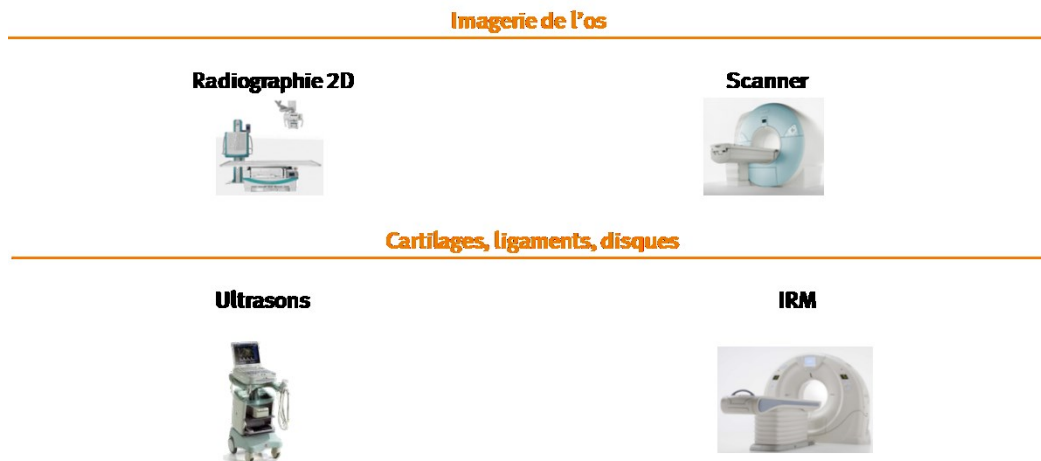 Imagerie de l'os
Radiographie 2D
Scanner
Cartilages, ligaments, disques
Ultrasons
IRM